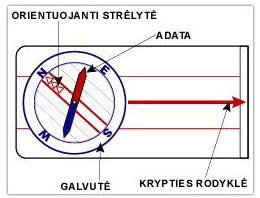 ORIENTUOJANTI STRĖLYTĖ
ADATA
N
E
W
S
GALVUTĖ
KRYPTIES RODYKLĖ